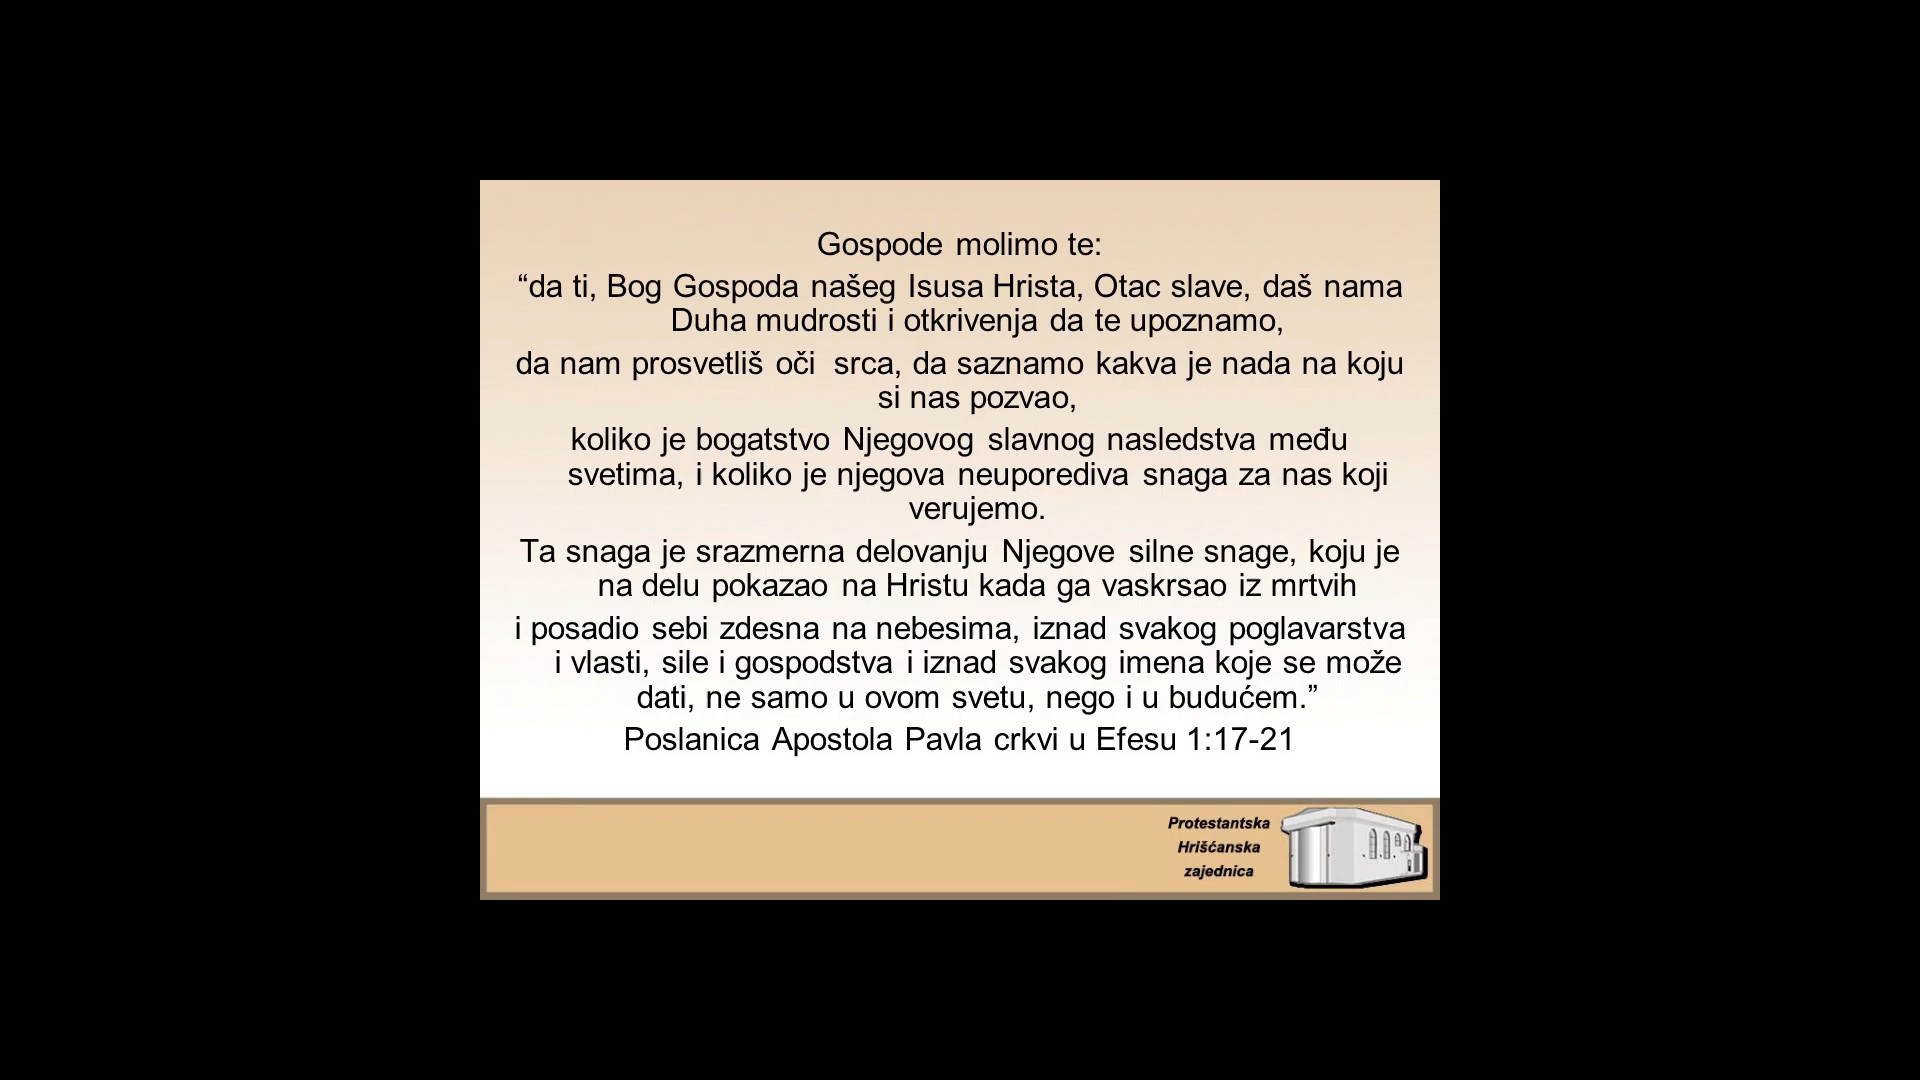 Gospode molimo te:
“da ti, Bog Gospoda našeg Isusa Hrista, Otac slave, daš nama
Duha mudrosti i otkrivenja da te upoznamo,
da nam prosvetliš oči srca, da saznamo kakva je nada na koju
si nas pozvao,
koliko je bogatstvo Njegovog slavnog nasledstva među
svetima, i koliko je njegova neuporediva snaga za nas koji
verujemo.
Ta snaga je srazmerna delovanju Njegove silne snage, koju je
na delu pokazao na Hristu kada ga vaskrsao iz mrtvih
i posadio sebi zdesna na nebesima, iznad svakog poglavarstva
i vlasti, sile i gospodstva i iznad svakog imena koje se može
dati, ne samo u ovom svetu, nego i u budućem.”
Poslanica Apostola Pavla crkvi u Efesu 1:17-21
Protestantska
Hrišćanska
zajednica